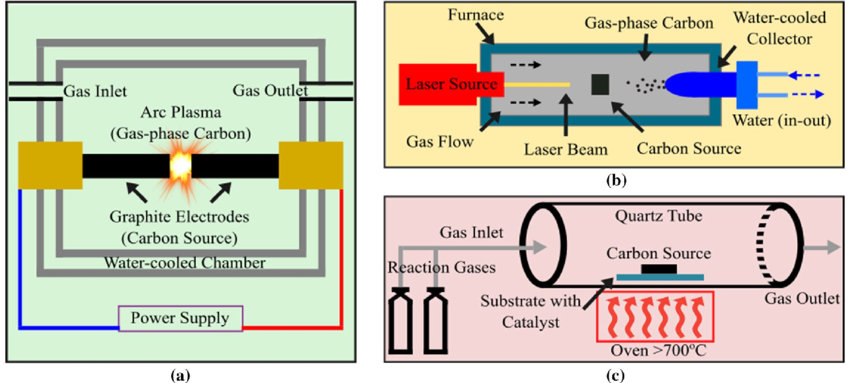 Gas Inlet
Gas Outlet
Arc Plasma
(Gas-phase Carbon)
Graphite Electrodes
(Carbon Source)
Water-cooled Chamber
Power Supply
(a)
Furnace
Gas-phase Carbon
Water-cooled
Collector
Laser Source
Gas Flow
Laser Beam
Carbon Source
Water (in-out)
(b)
Gas Inlet
Quartz Tube
Reaction Gases
Carbon Source
Substrate with
Catalyst
Gas Outlet
Oven >700ºC
(c)